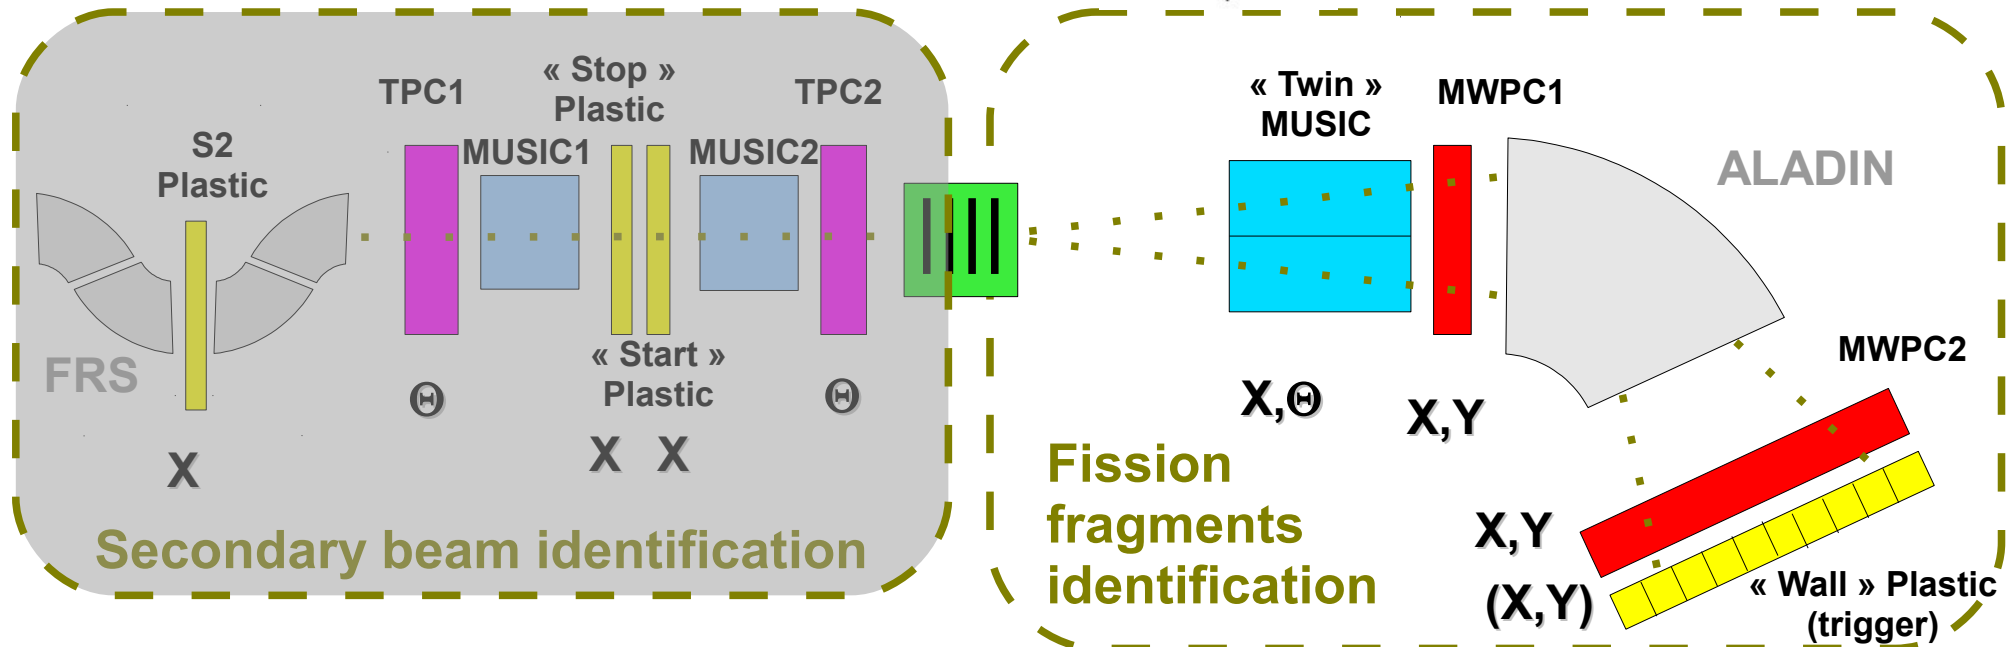 S2
Plastic
TPC1
MUSIC1
« Stop »
Plastic
MUSIC2
TPC2
« Start »
Plastic
FRS
X
Θ
X X
Θ
Secondary beam identification
« Twin »
MUSIC
MWPC1
ALADIN
MWPC2
X,Θ
X,Y
Fission
fragments
identification
X,Y
(X,Y)
« Wall » Plastic
(trigger)